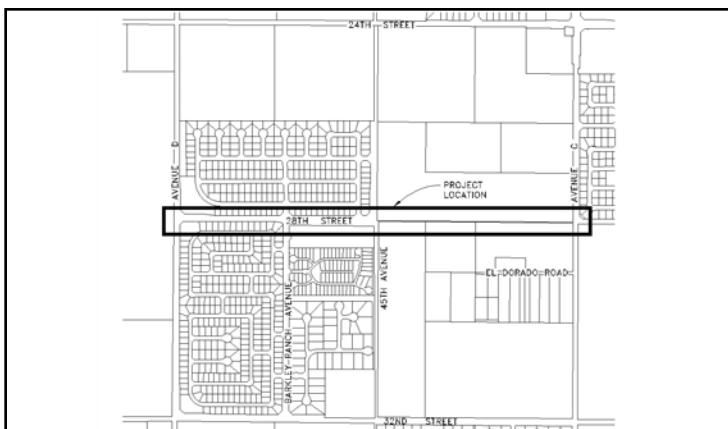 24TH STREET
AVENUE D
AVENUE C
PROJECT
LOCATION
28TH STREET
45TH AVENUE
EL DORADO ROAD
BARKLEY RANCH AVENUE
32ND STREET